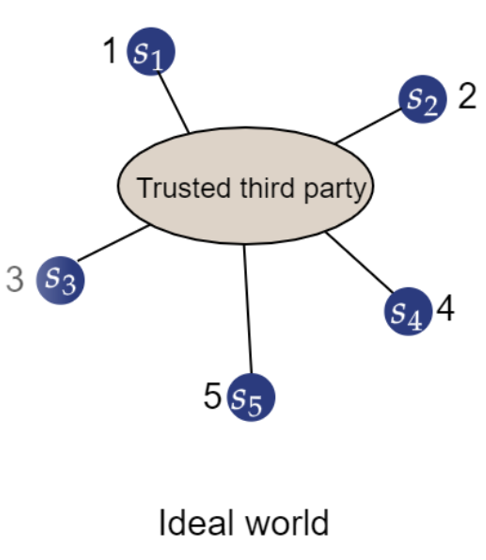 1 s₁
s₂ 2
Trusted third party
3 s₃
s₄ 4
5 s₅
Ideal world